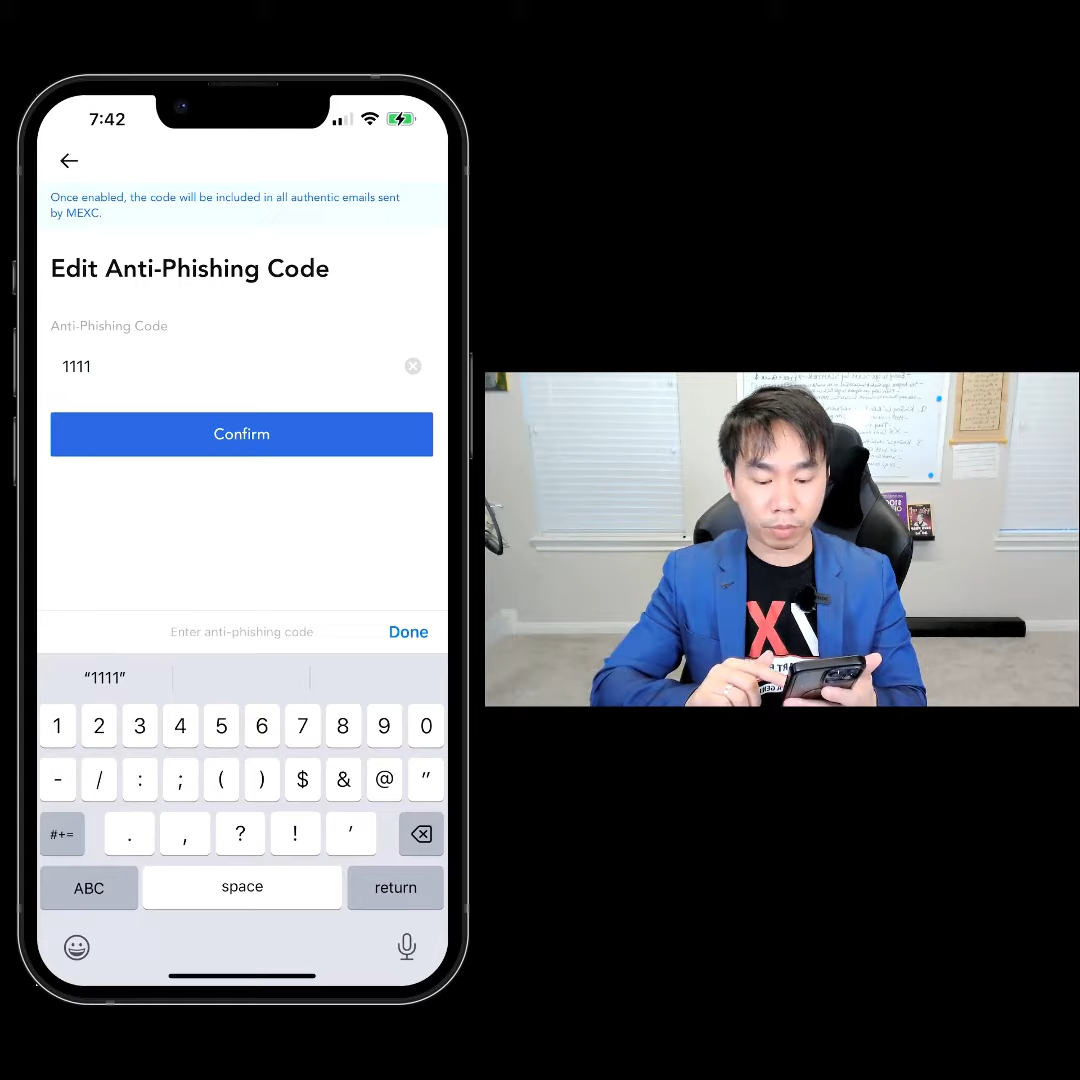 7:42
Once enabled, the code will be included in all authentic emails sent
by MEXC.
Edit Anti-Phishing Code
Anti-Phishing Code
1111
Confirm
Enter anti-phishing code Done
“1111”
1 2 3 4 5 6 7 8 9 0
- / : ; ( ) $ & @ "
#+= . , ? ! '
ABC space return